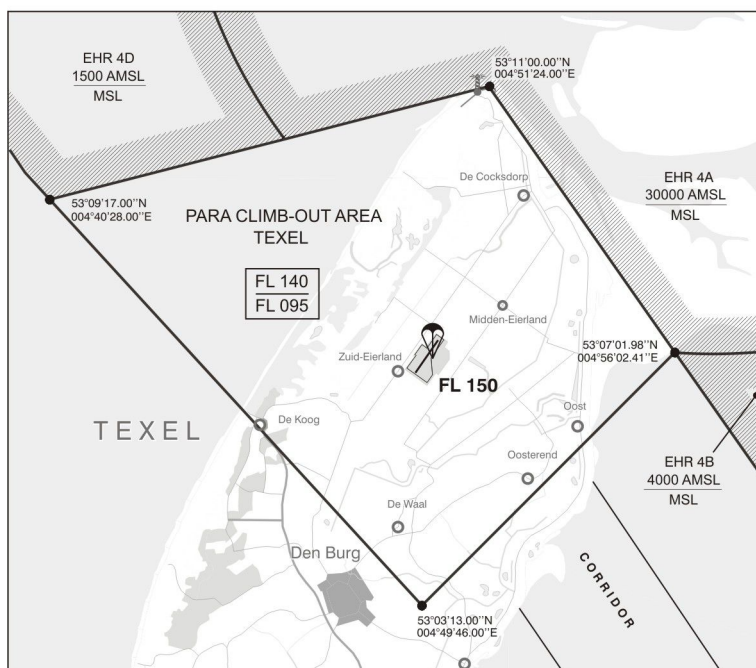 EHR 4D
1500 AMSL
MSL
53°11'00.00''N
004°51'24.00''E
De Cocksdorp
EHR 4A
30000 AMSL
MSL
53°09'17.00''N
004°40'28.00''E
PARA CLIMB-OUT AREA
TEXEL
FL 140
FL 095
Midden-Eierland
53°07'01.98''N
004°56'02.41''E
Zuid-Eierland
FL 150
TEXEL
De Koog
Oost
Oosterend
EHR 4B
4000 AMSL
MSL
De Waal
Den Burg
CORRIDOR
53°03'13.00''N
004°49'46.00''E